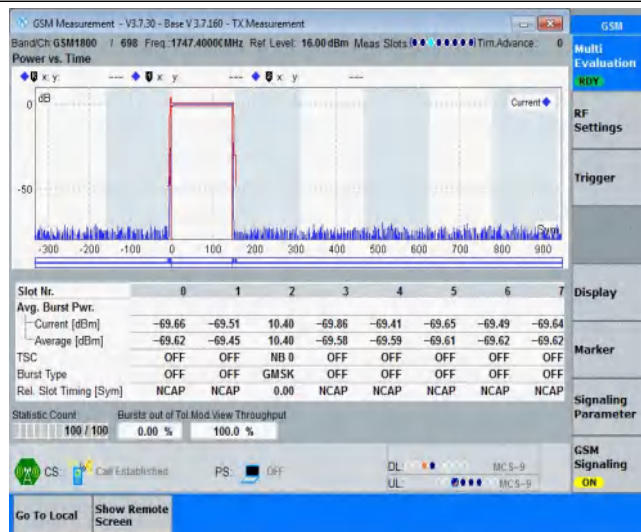 GSM Measurement - V3.7.30 - Base V 3.7.160 - TX Measurement
GSM
Band/Ch: GSM1800 / 698 Freq.:1747.40000 MHz Ref Level: 16.00 dBm Meas Slots: Tim.Advance: 0
Multi Evaluation
RDY
Power vs. Time
x: y: --- x y --- x y ---
dB
Current
0
-50
Sym
-300 -200 -100 0 100 200 300 400 500 600 700 800 900
RF Settings
Trigger
Display
Marker
Signaling Parameter
GSM Signaling
ON
Slot Nr. 0 1 2 3 4 5 6 7
Avg. Burst Pwr.
Current [dBm] -69.66 -69.51 10.40 -69.86 -69.41 -69.65 -69.49 -69.64
Average [dBm] -69.62 -69.45 10.40 -69.58 -69.59 -69.61 -69.62 -69.62
TSC OFF OFF NB 0 OFF OFF OFF OFF OFF
Burst Type OFF OFF GMSK OFF OFF OFF OFF OFF
Rel. Slot Timing [Sym] NCAP NCAP 0.00 NCAP NCAP NCAP NCAP NCAP
Statistic Count Bursts out of Tol. Mod.View Throughput
100 / 100 0.00 % 100.0 %
CS: Call Established PS: OFF DL: MCS-9
UL: MCS-9
Go To Local
Show Remote Screen